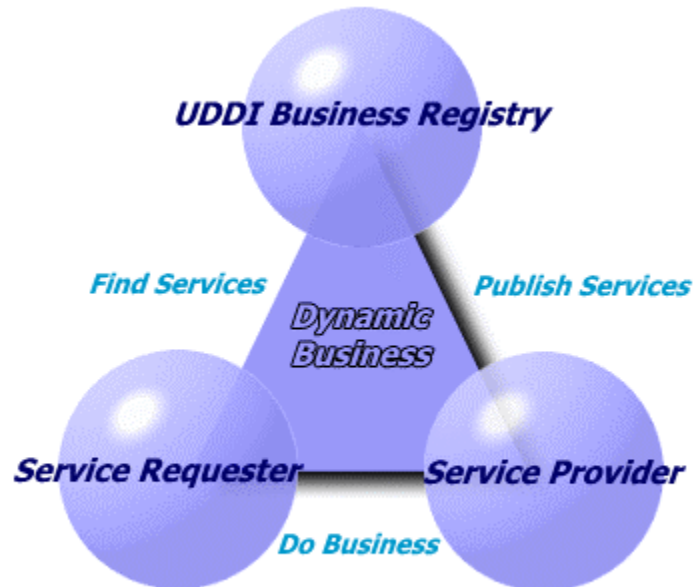 UDDI Business Registry
Find Services
Publish Services
Dynamic
Business
Service Requester
Service Provider
Do Business